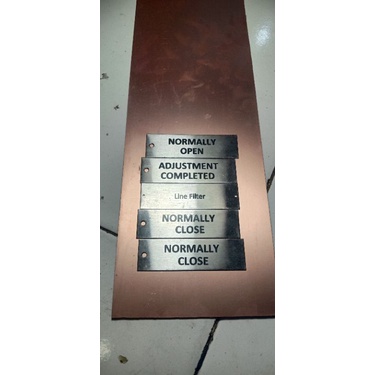 NORMALLY
OPEN
ADJUSTMENT
COMPLETED
Line Filter
NORMALLY
CLOSE
NORMALLY
CLOSE